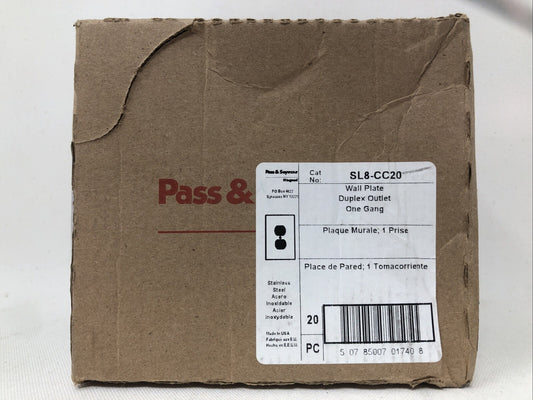 Pass &
Pass & Seymour
Cat
No:
SL8-CC20
Wall Plate
Duplex Outlet
One Gang
Plaque Murale; 1 Prise
Place de Pared; 1 Tomacorriente
Stainless
Steel
Acero
Inoxidable
Acier
Inoxydable
Made in USA
20
PC
5 07 85007 01740 8